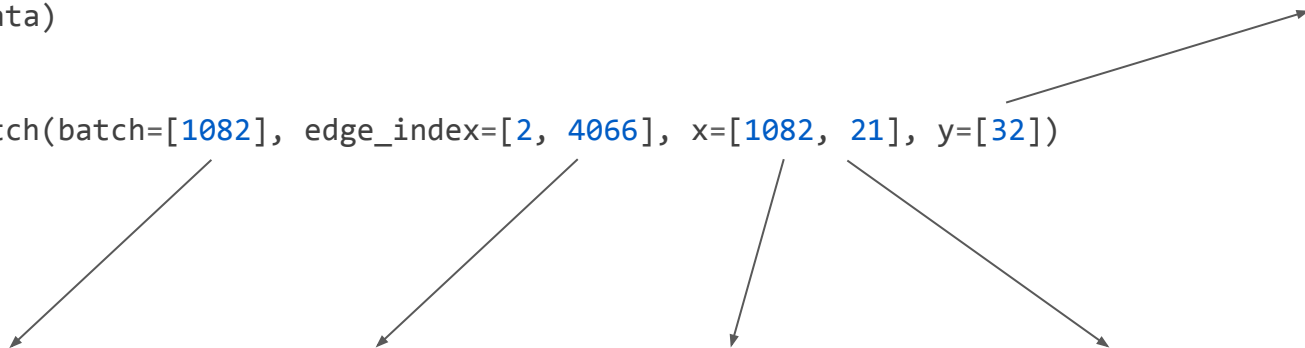 ata)
tch(batch=[1082], edge_index=[2, 4066], x=[1082, 21], y=[32])